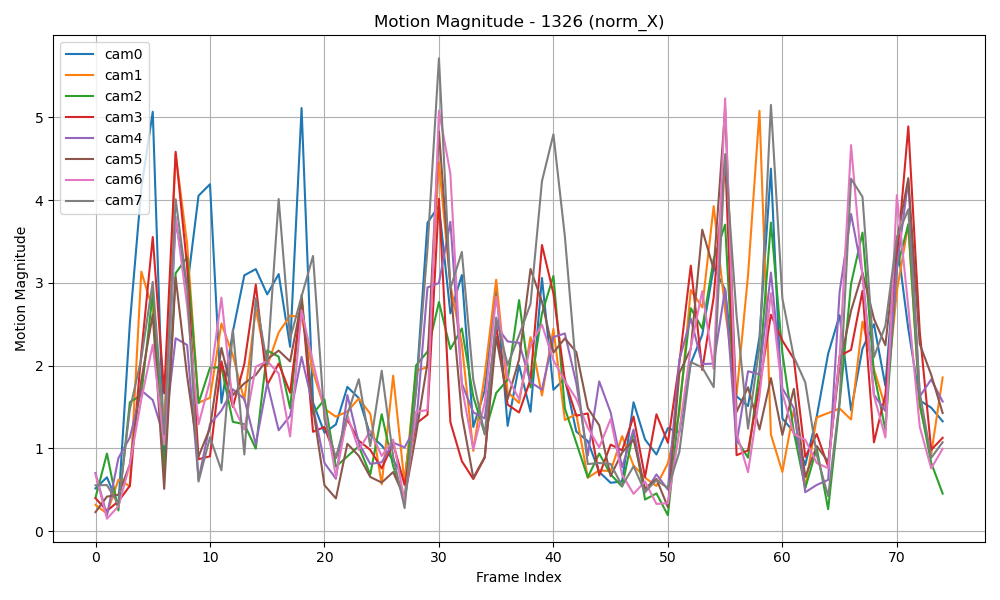 Motion Magnitude - 1326 (norm_X)
cam0
cam1
cam2
cam3
cam4
cam5
cam6
cam7
Motion Magnitude
5
4
3
2
1
0
0 10 20 30 40 50 60 70
Frame Index